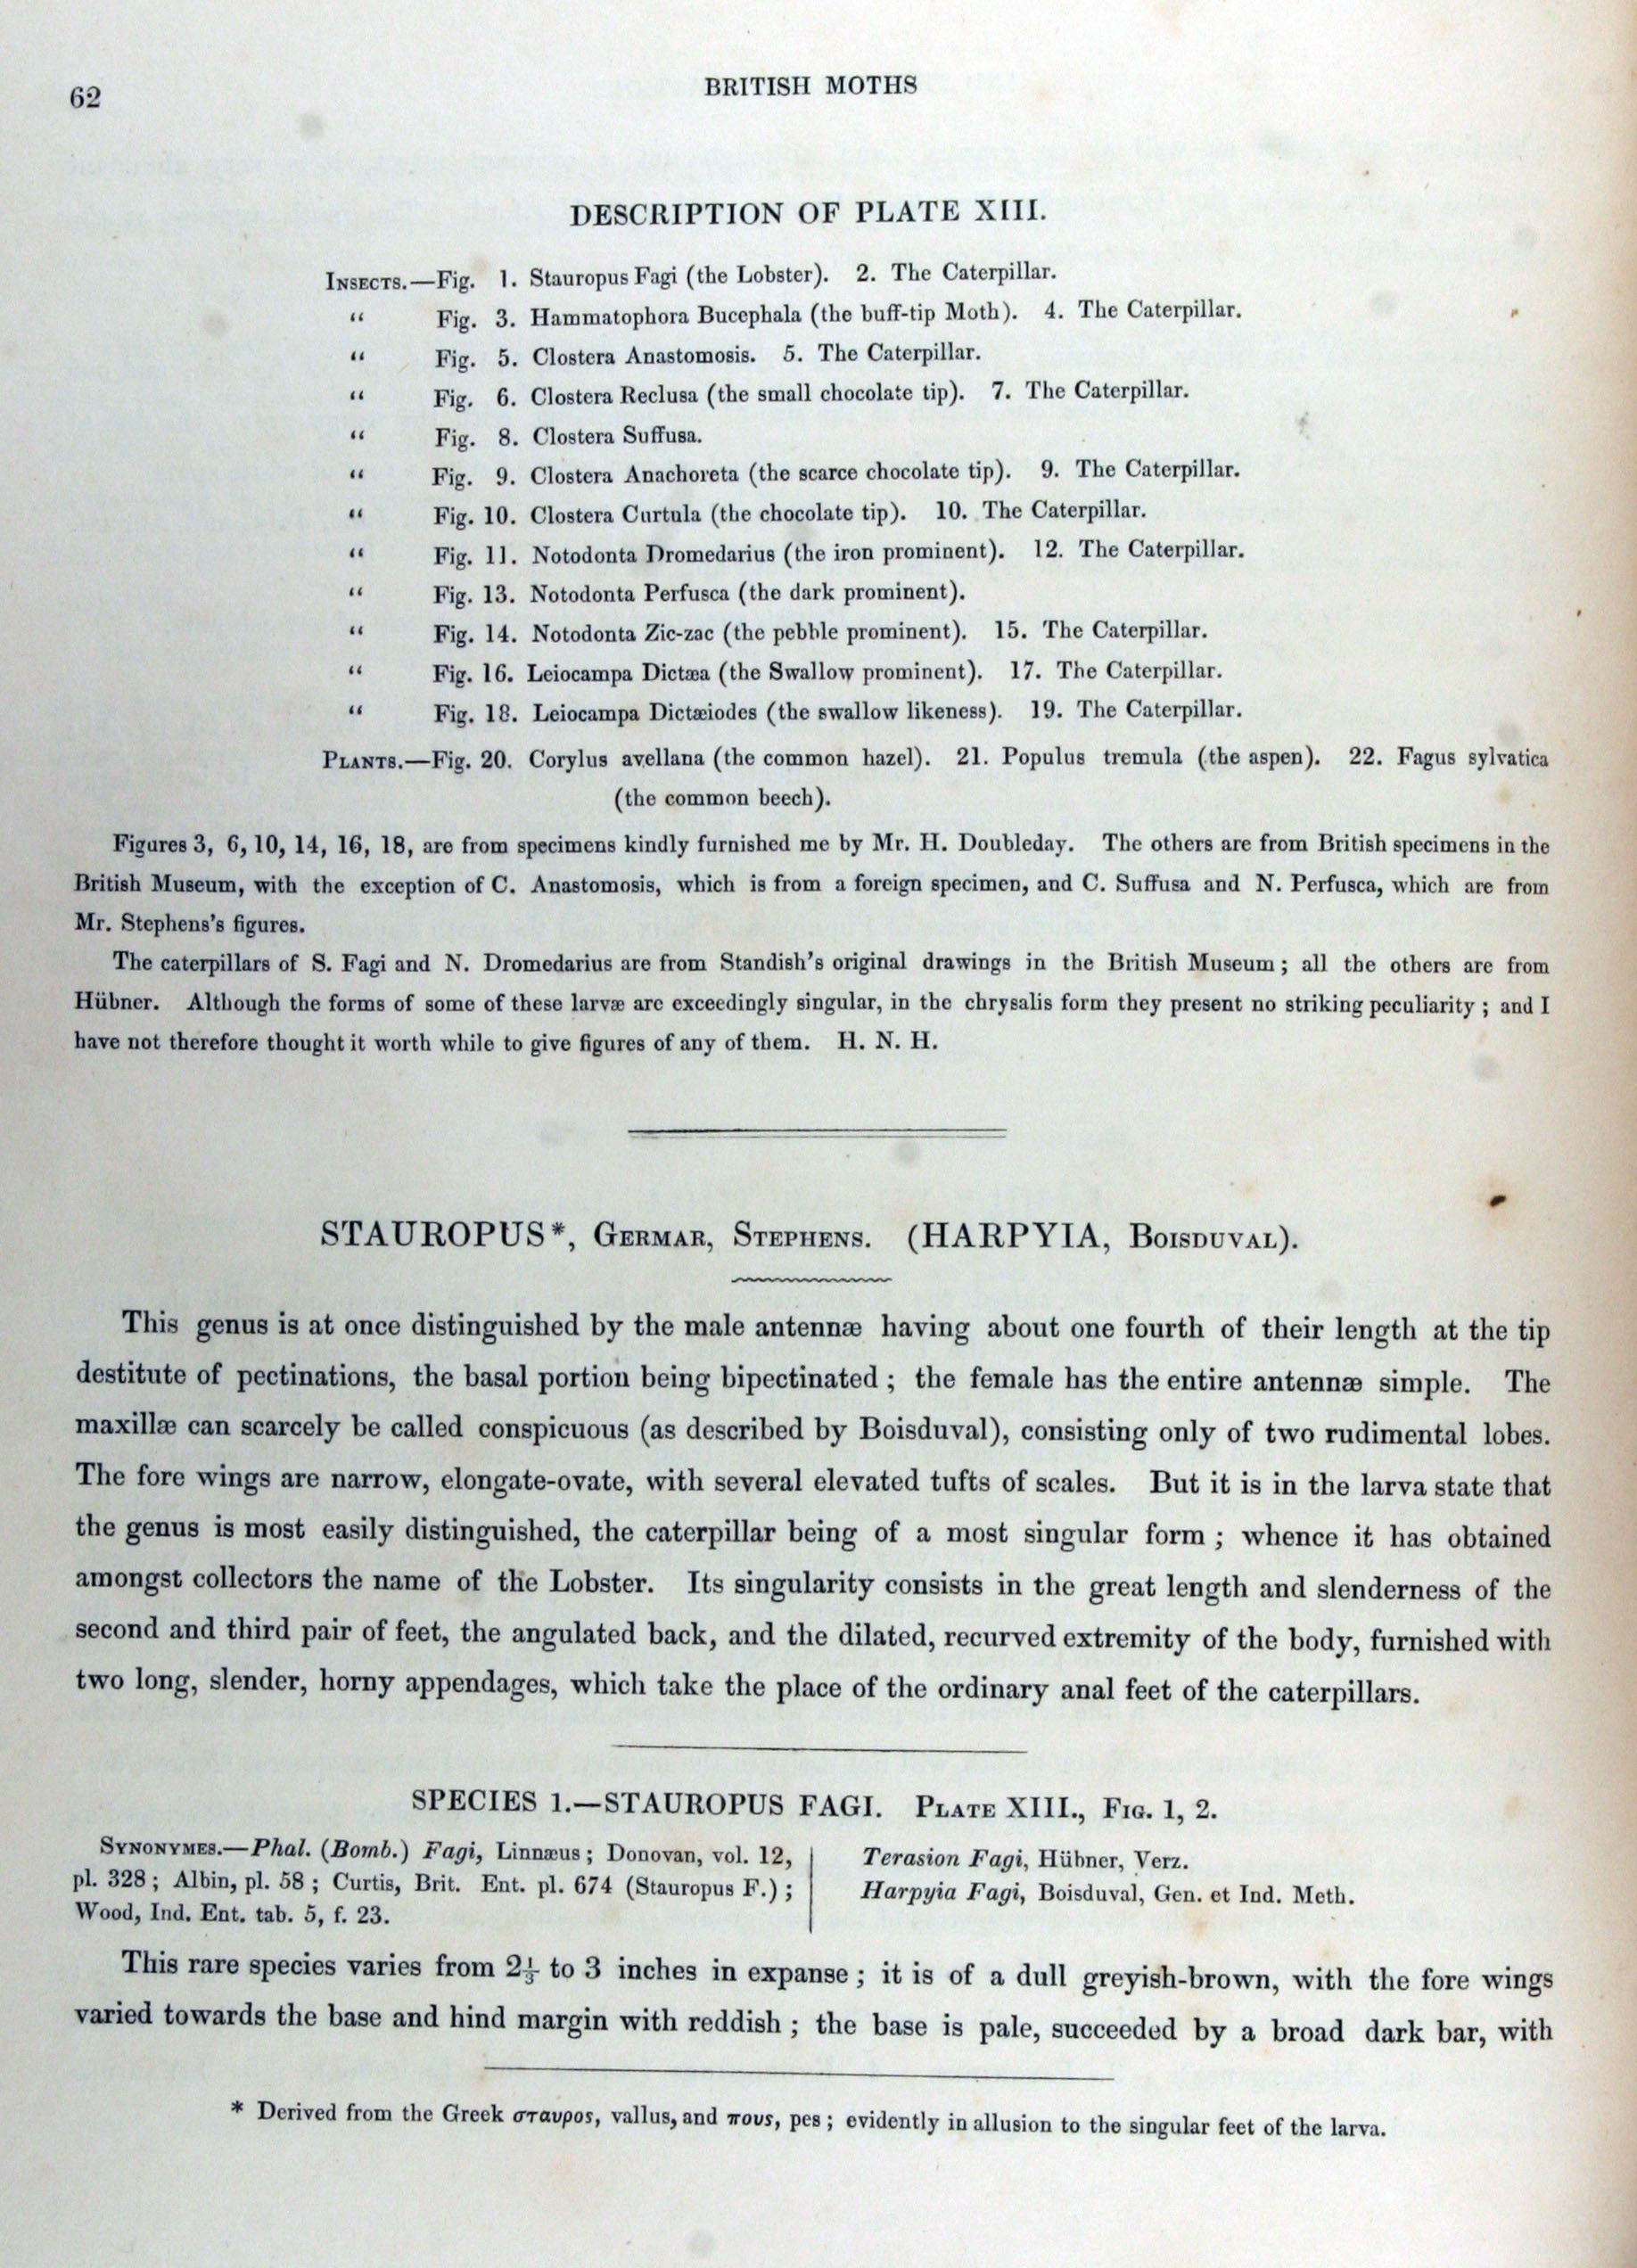 62
BRITISH MOTHS
DESCRIPTION OF PLATE XIII.
INSECTS.—Fig. 1. Stauropus Fagi (the Lobster). 2. The Caterpillar.
“ Fig. 3. Hammatophora Bucephala (the buff-tip Moth). 4. The Caterpillar.
“ Fig. 5. Clostera Anastomosis. 5. The Caterpillar.
“ Fig. 6. Clostera Reclusa (the small chocolate tip). 7. The Caterpillar.
“ Fig. 8. Clostera Suffusa.
“ Fig. 9. Clostera Anachoreta (the scarce chocolate tip). 9. The Caterpillar.
“ Fig. 10. Clostera Curtula (the chocolate tip). 10. The Caterpillar.
“ Fig. 11. Notodonta Dromedarius (the iron prominent). 12. The Caterpillar.
“ Fig. 13. Notodonta Perfusca (the dark prominent).
“ Fig. 14. Notodonta Zic-zac (the pebble prominent). 15. The Caterpillar.
“ Fig. 16. Leiocampa Dictæa (the Swallow prominent). 17. The Caterpillar.
“ Fig. 18. Leiocampa Dictæiodes (the swallow likeness). 19. The Caterpillar.
PLANTS.—Fig. 20. Corylus avellana (the common hazel). 21. Populus tremula (the aspen). 22. Fagus sylvatica
(the common beech).
Figures 3, 6, 10, 14, 16, 18, are from specimens kindly furnished me by Mr. H. Doubleday. The others are from British specimens in the
British Museum, with the exception of C. Anastomosis, which is from a foreign specimen, and C. Suffusa and N. Perfusca, which are from
Mr. Stephens's figures.
The caterpillars of S. Fagi and N. Dromedarius are from Standish's original drawings in the British Museum; all the others are from
Hübner. Although the forms of some of these larvæ are exceedingly singular, in the chrysalis form they present no striking peculiarity; and I
have not therefore thought it worth while to give figures of any of them. H. N. H.
STAUROPUS*, GERMAR, STEPHENS. (HARPYIA, BOISDUVAL).
This genus is at once distinguished by the male antennæ having about one fourth of their length at the tip
destitute of pectinations, the basal portion being bipectinated; the female has the entire antennæ simple. The
maxillæ can scarcely be called conspicuous (as described by Boisduval), consisting only of two rudimental lobes.
The fore wings are narrow, elongate-ovate, with several elevated tufts of scales. But it is in the larva state that
the genus is most easily distinguished, the caterpillar being of a most singular form; whence it has obtained
amongst collectors the name of the Lobster. Its singularity consists in the great length and slenderness of the
second and third pair of feet, the angulated back, and the dilated, recurved extremity of the body, furnished with
two long, slender, horny appendages, which take the place of the ordinary anal feet of the caterpillars.
SPECIES 1.—STAUROPUS FAGI. PLATE XIII., FIG. 1, 2.
SYNONYMES.—Phal. (Bomb.) Fagi, Linnæus; Donovan, vol. 12,
pl. 328; Albin, pl. 58; Curtis, Brit. Ent. pl. 674 (Stauropus F.);
Wood, Ind. Ent. tab. 5, f. 23.
Terasion Fagi, Hübner, Verz.
Harpyia Fagi, Boisduval, Gen. et Ind. Meth.
This rare species varies from 2½ to 3 inches in expanse; it is of a dull greyish-brown, with the fore wings
varied towards the base and hind margin with reddish; the base is pale, succeeded by a broad dark bar, with
* Derived from the Greek σταυρος, vallus, and πους, pes; evidently in allusion to the singular feet of the larva.